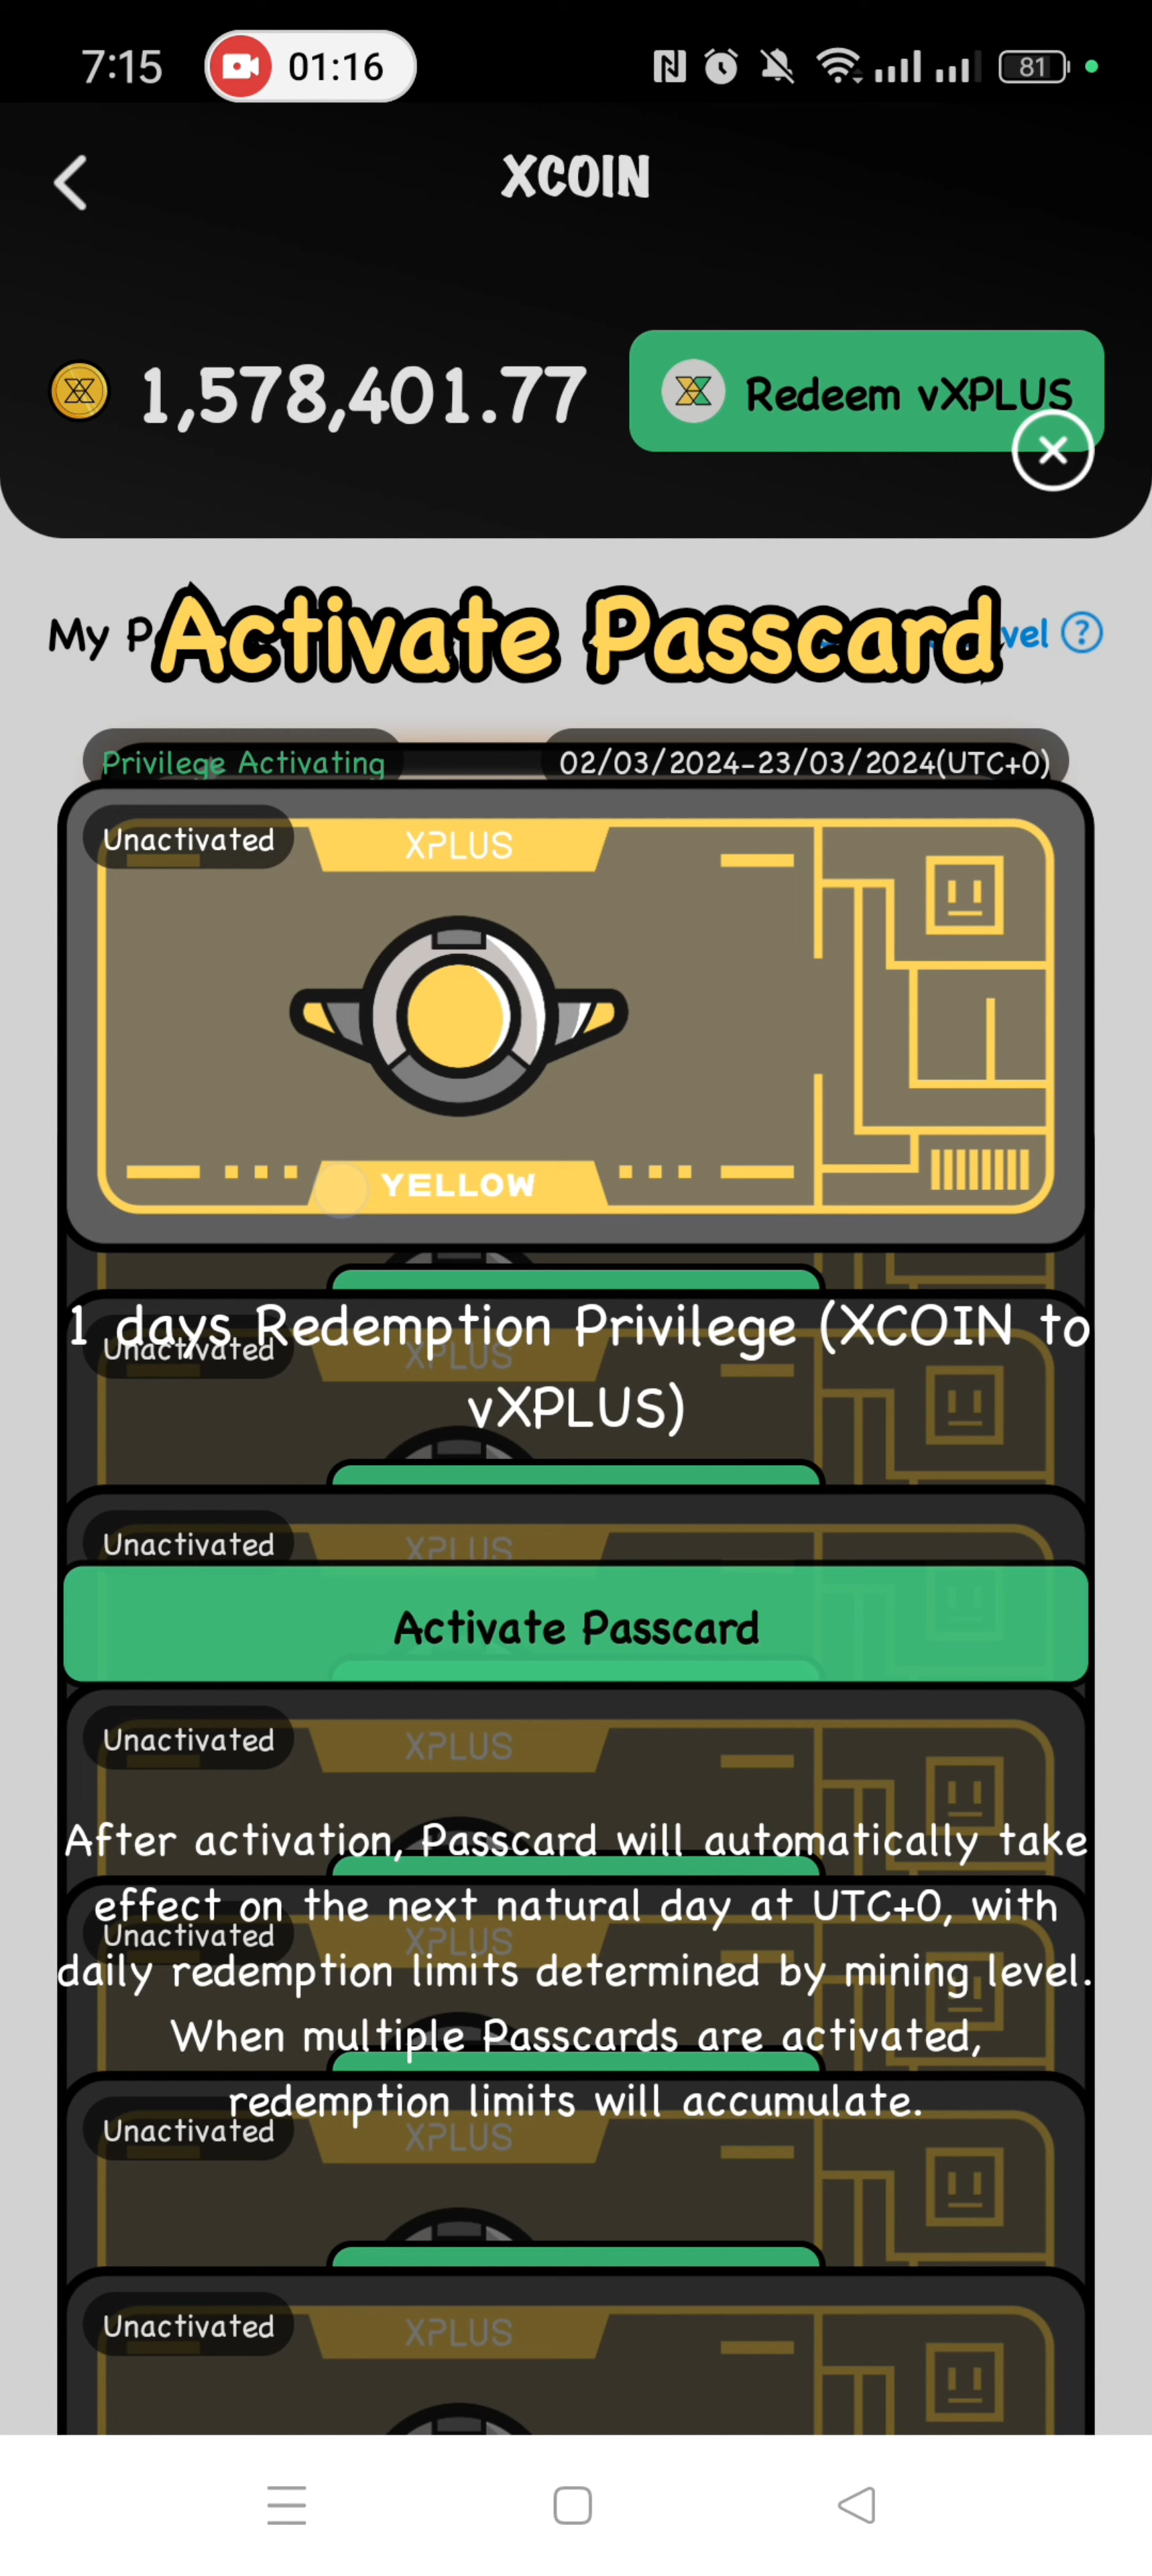 7:15 01:16 81
XCOIN
1,578,401.77 Redeem vXPLUS
My P
Activate Passcard
vel ?
Privilege Activating 02/03/2024-23/03/2024(UTC+0)
Unactivated XPLUS
YELLOW
1 days Redemption Privilege (XCOIN to
vXPLUS)
Unactivated XPLUS
Unactivated XPLUS
Activate Passcard
Unactivated XPLUS
After activation, Passcard will automatically take
effect on the next natural day at UTC+0, with
Unactivated XPLUS
daily redemption limits determined by mining level.
When multiple Passcards are activated,
redemption limits will accumulate.
Unactivated XPLUS
Unactivated XPLUS